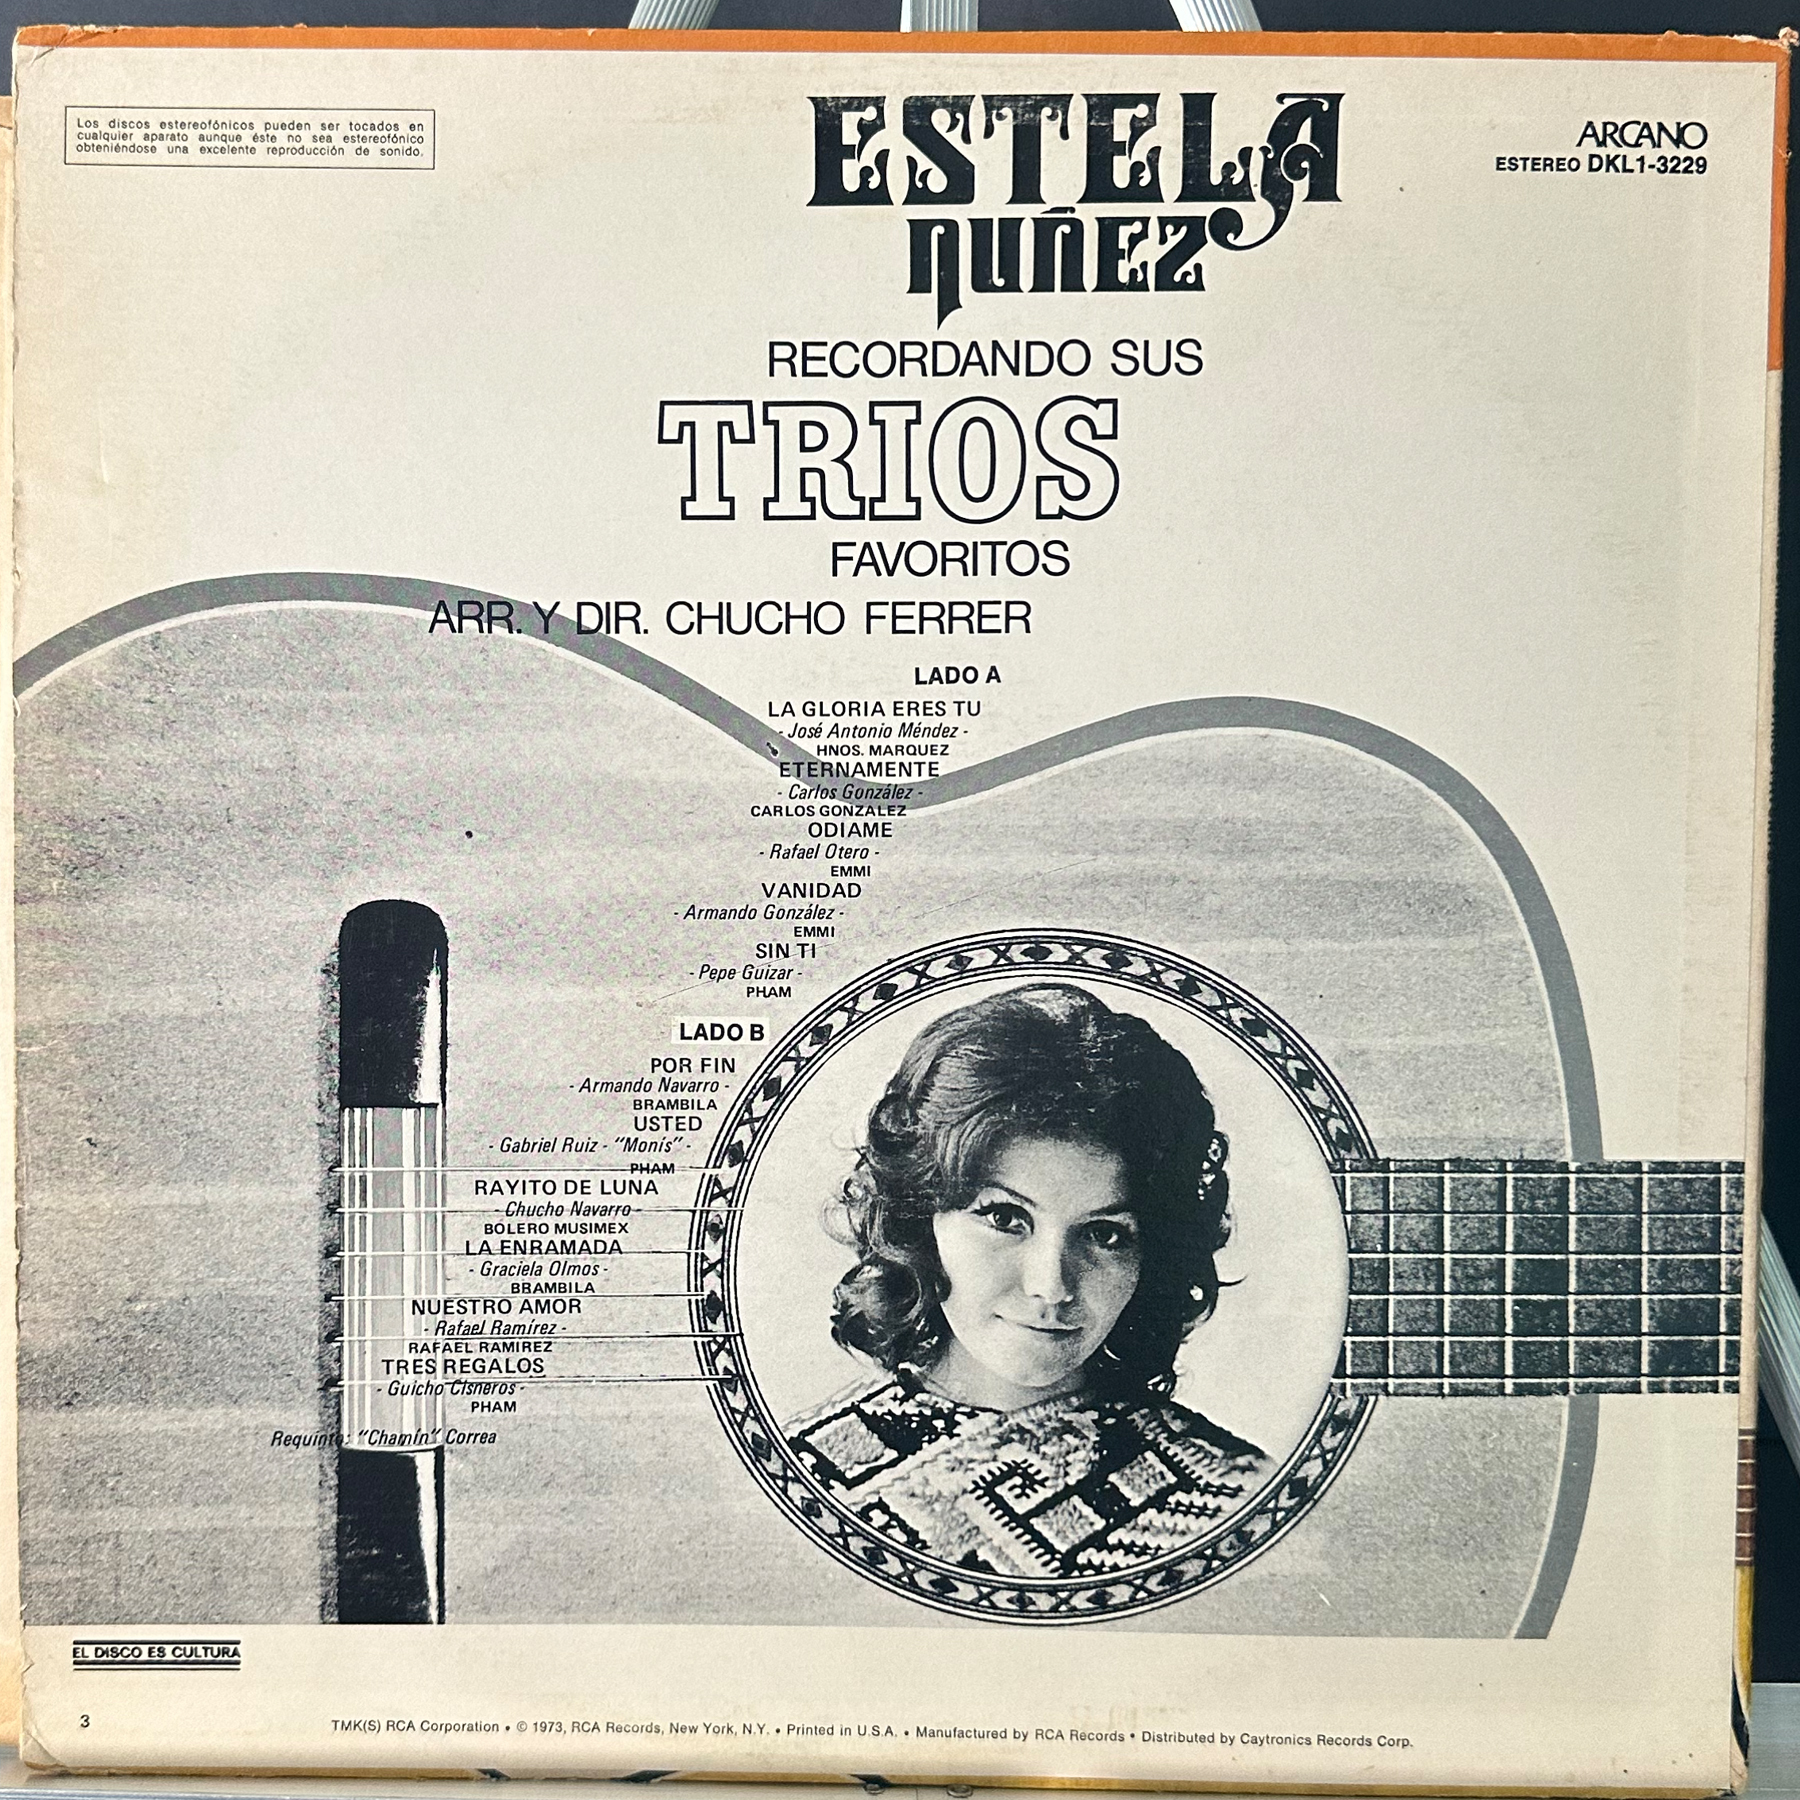 Los discos estereofónicos pueden ser tocados en
cualquier aparato aunque éste no sea estereofónico
obteniéndose una excelente reproducción de sonido.
ESTELA
NUÑEZ
ARCANO
ESTEREO DKL1-3229
RECORDANDO SUS
TRIOS
FAVORITOS
ARR. Y DIR. CHUCHO FERRER
LADO A
LA GLORIA ERES TU
- José Antonio Méndez -
HNOS. MARQUEZ
ETERNAMENTE
- Carlos González -
CARLOS GONZALEZ
ODIAME
- Rafael Otero -
EMMI
VANIDAD
- Armando González -
EMMI
SIN TI
- Pepe Guizar -
PHAM
LADO B
POR FIN
- Armando Navarro -
BRAMBILA
USTED
- Gabriel Ruiz - "Monís" -
PHAM
RAYITO DE LUNA
- Chucho Navarro -
BOLERO MUSIMEX
LA ENRAMADA
- Graciela Olmos -
BRAMBILA
NUESTRO AMOR
- Rafael Ramírez -
RAFAEL RAMIREZ
TRES REGALOS
- Guicho Cisneros -
PHAM
Requinto: "Chamín" Correa
EL DISCO ES CULTURA
3
TMK(S) RCA Corporation • © 1973, RCA Records, New York, N.Y. • Printed in U.S.A. • Manufactured by RCA Records • Distributed by Caytronics Records Corp.